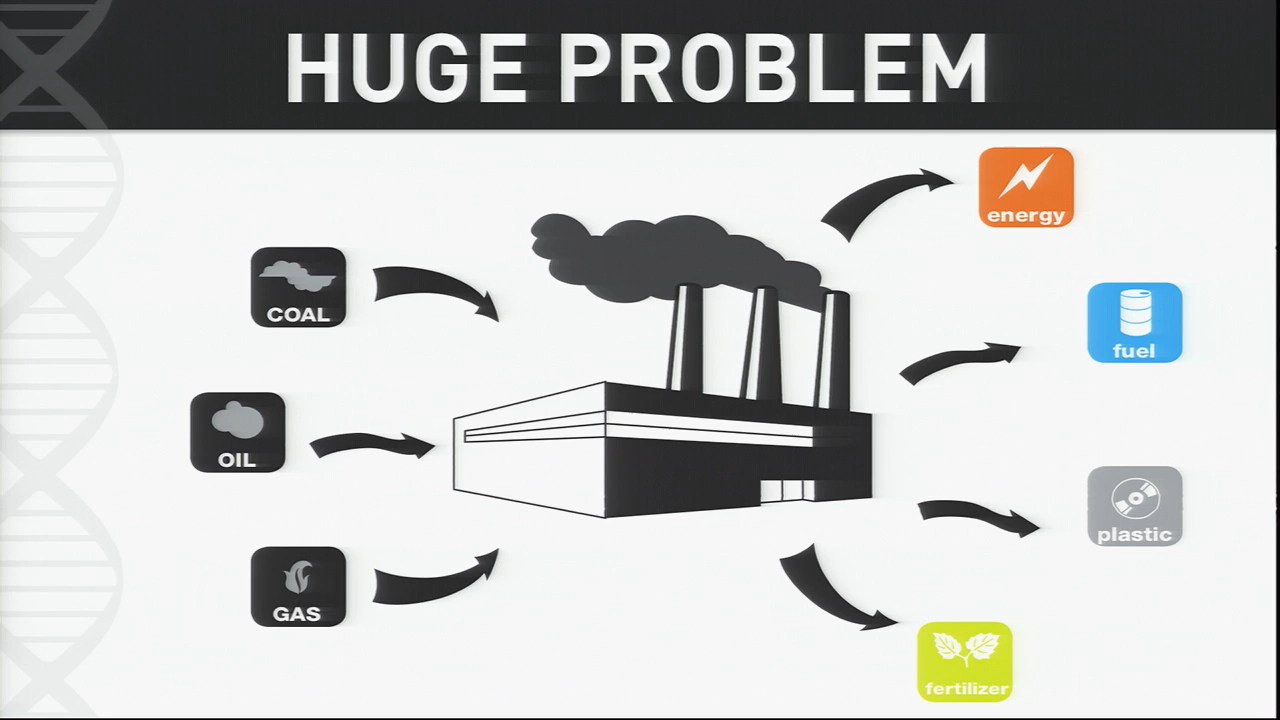 HUGE PROBLEM
COAL
OIL
GAS
energy
fuel
plastic
fertilizer